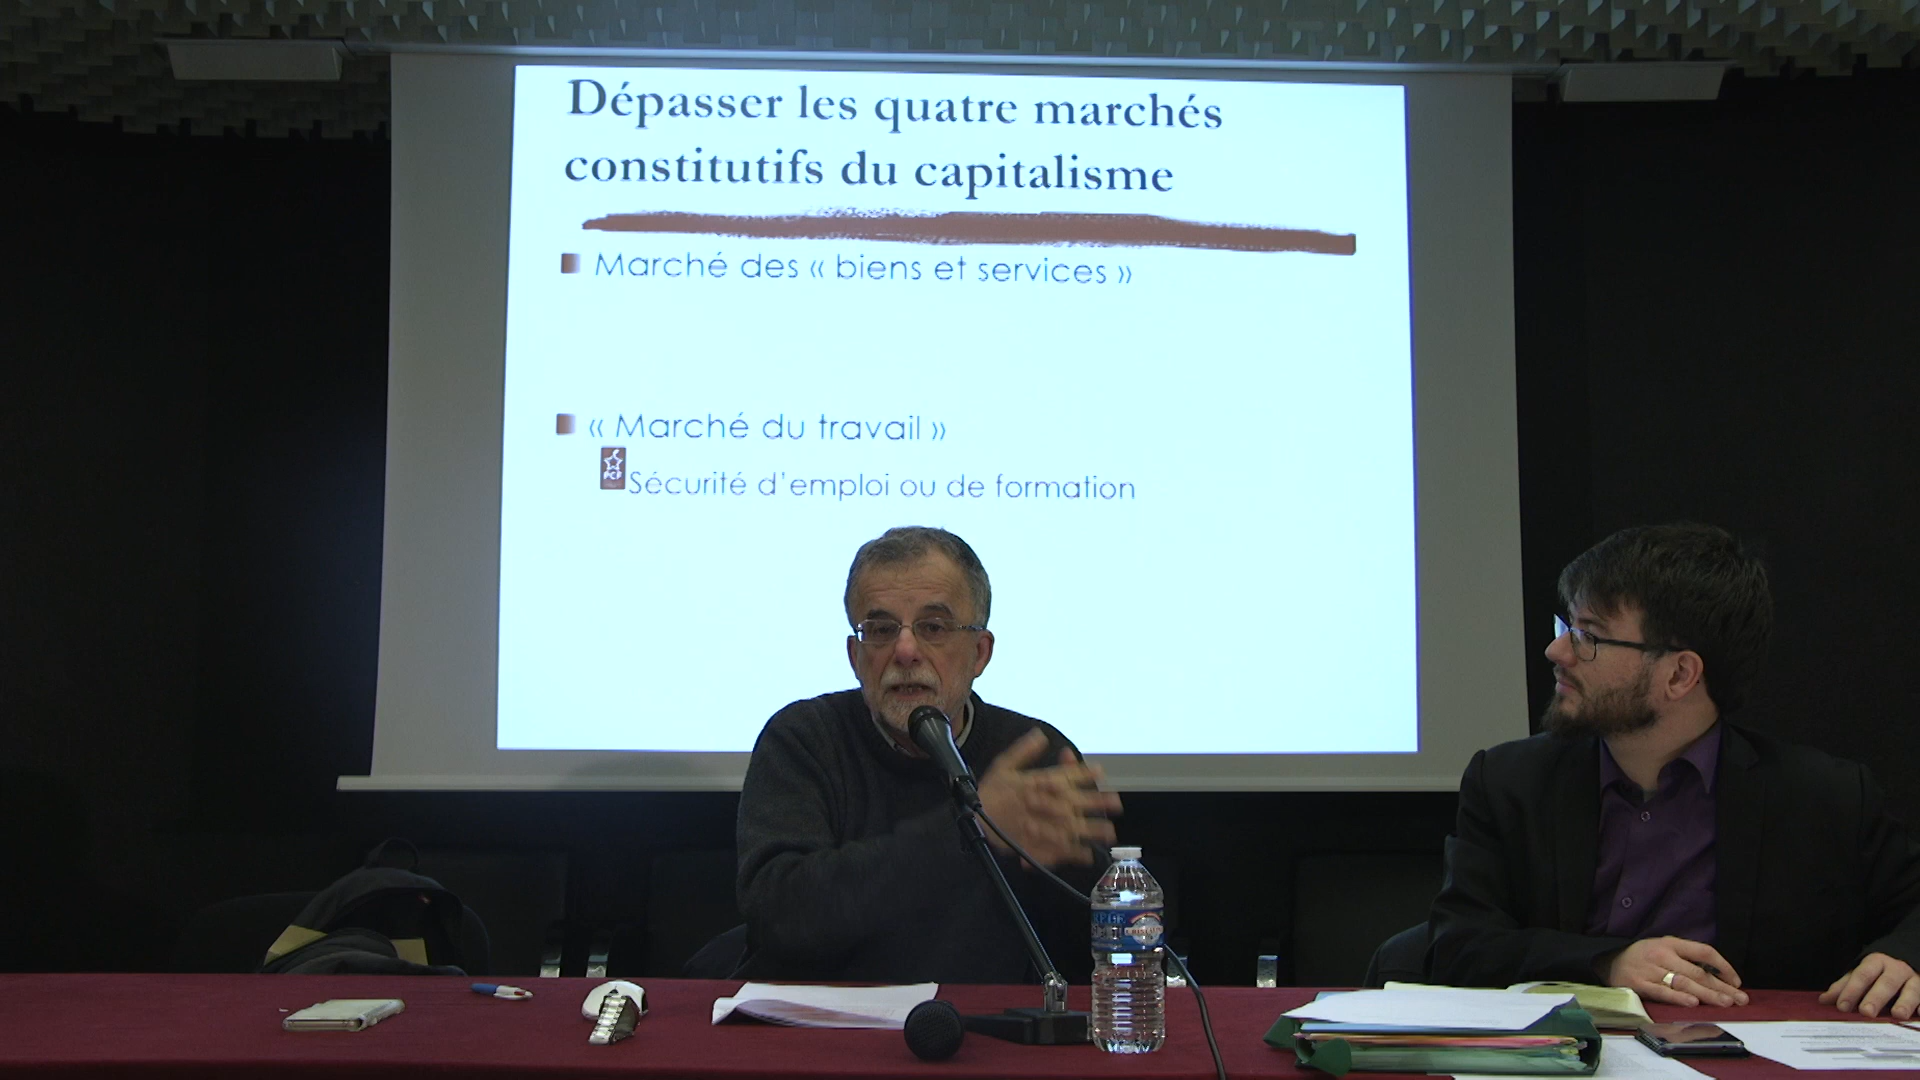 Dépasser les quatre marchés
constitutifs du capitalisme
Marché des « biens et services »
« Marché du travail »
PCF
Sécurité d'emploi ou de formation